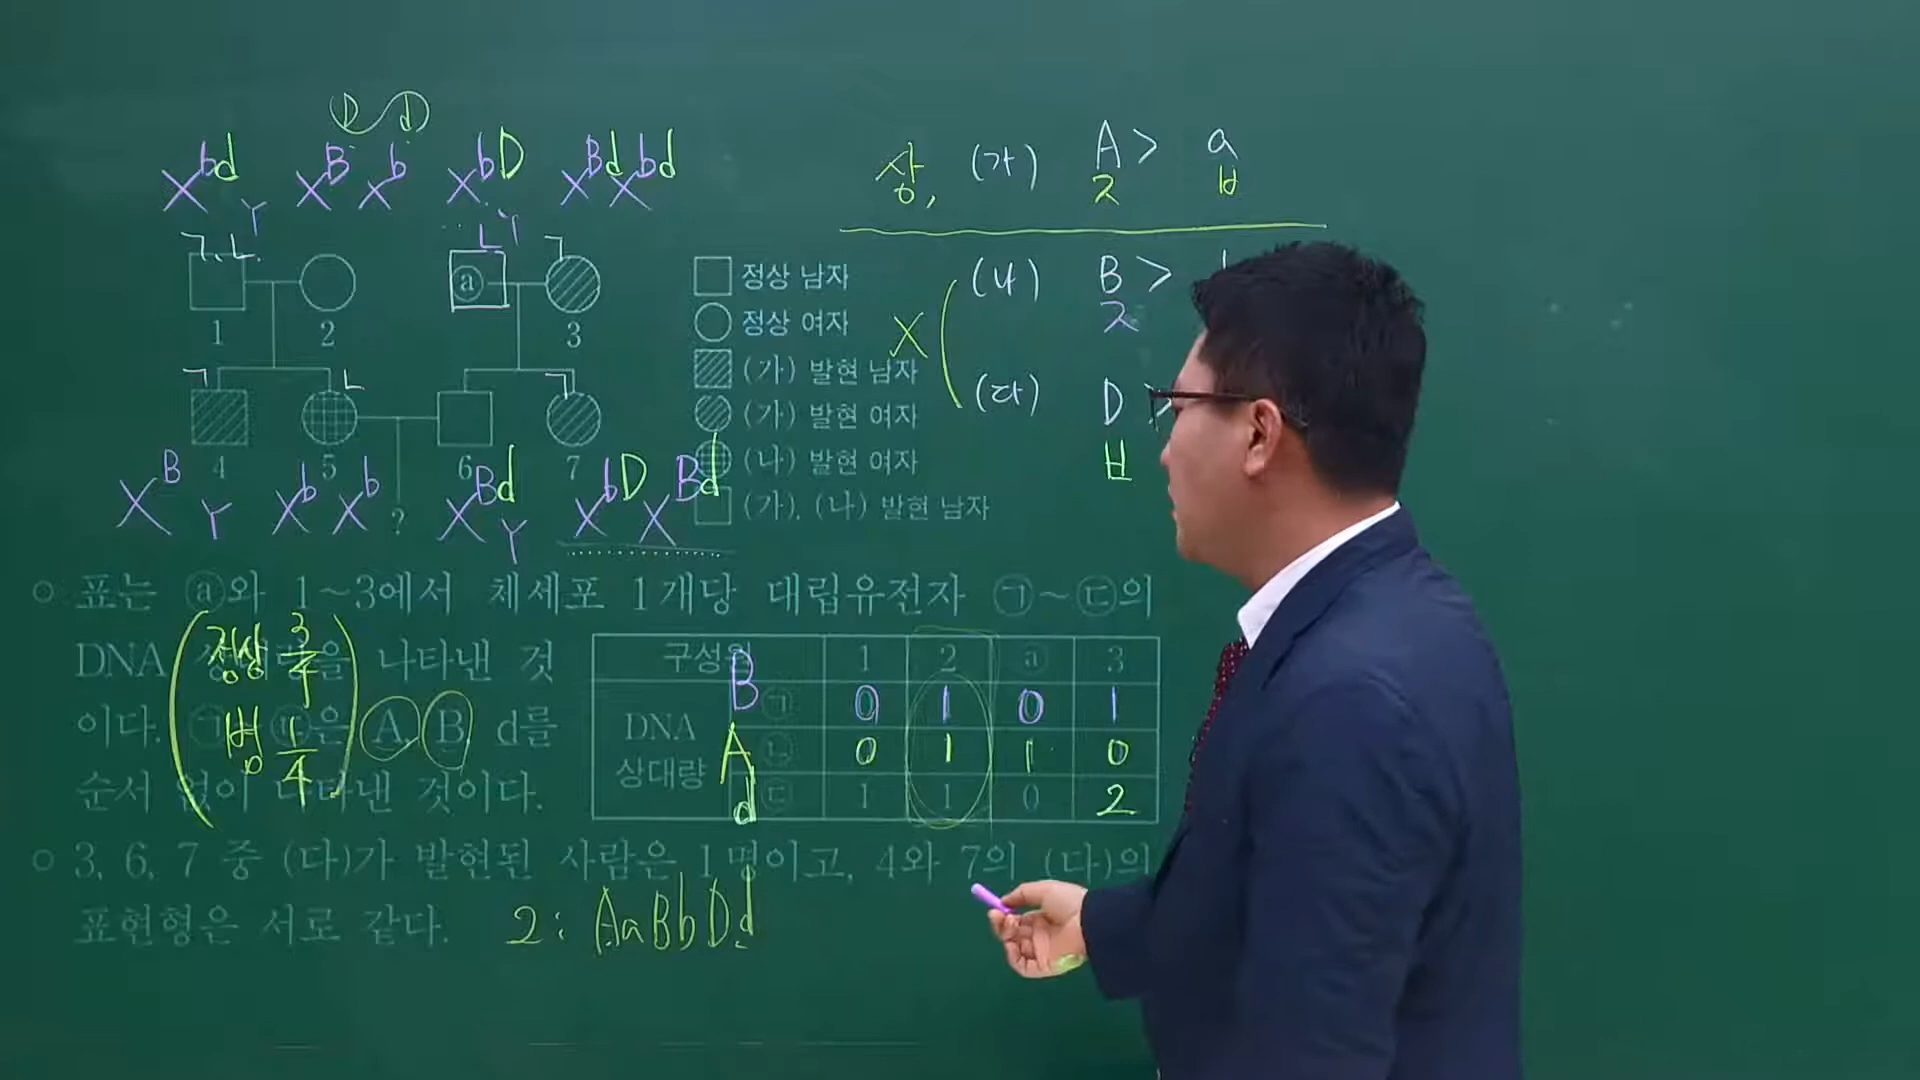 D d
X^bd Y X^B X^b X^bD Y X^Bd X^bd
상, (가) A > a
ㅈ ㅂ
ㄱ, ㄴ ㄴ ㄱ
ⓐ
1 2 3
정상 남자
정상 여자
(가) 발현 남자
(가) 발현 여자
(나) 발현 여자
(가), (나) 발현 남자
X (나) B >
ㅈ
(다) D >
ㅂ
ㄱ ㄴ ㄱ
4 5 6 7
X^B Y X^b X^b ? X^Bd Y X^bD X^Bd
○ 표는 ⓐ와 1~3에서 체세포 1개당 대립유전자 ㉠~㉢의
DNA 상대량을 나타낸 것
이다. ㉠~㉢은 A, B, d를
순서 없이 나타낸 것이다.
정상 3/4
병 1/4
구성원 1 2 ⓐ 3
DNA 상대량
B ㉠ 0 1 0 1
A ㉡ 0 1 1 0
d ㉢ 1 1 0 2
○ 3, 6, 7 중 (다)가 발현된 사람은 1명이고, 4와 7의 (다)의
표현형은 서로 같다.
2: AaBbDd